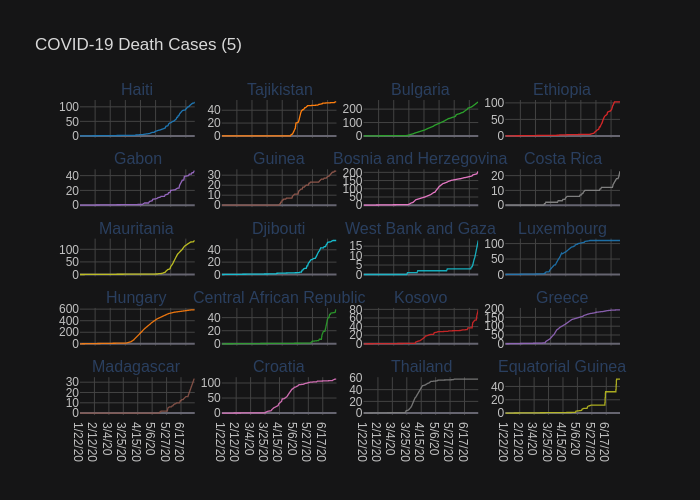 COVID-19 Death Cases (5)
Haiti Tajikistan Bulgaria Ethiopia
100 50 0
40 20 0
200 100 0
100 50 0
Gabon Guinea Bosnia and Herzegovina Costa Rica
40 20 0
30 20 10 0
200 150 100 50 0
20 10 0
Mauritania Djibouti West Bank and Gaza Luxembourg
100 50 0
40 20 0
15 10 5 0
100 50 0
Hungary Central African Republic Kosovo Greece
600 400 200 0
40 20 0
80 60 40 20 0
200 150 100 50 0
Madagascar Croatia Thailand Equatorial Guinea
30 20 10 0
100 50 0
60 40 20 0
40 20 0
1/22/20 2/12/20 3/4/20 3/25/20 4/15/20 5/6/20 5/27/20 6/17/20
1/22/20 2/12/20 3/4/20 3/25/20 4/15/20 5/6/20 5/27/20 6/17/20
1/22/20 2/12/20 3/4/20 3/25/20 4/15/20 5/6/20 5/27/20 6/17/20
1/22/20 2/12/20 3/4/20 3/25/20 4/15/20 5/6/20 5/27/20 6/17/20